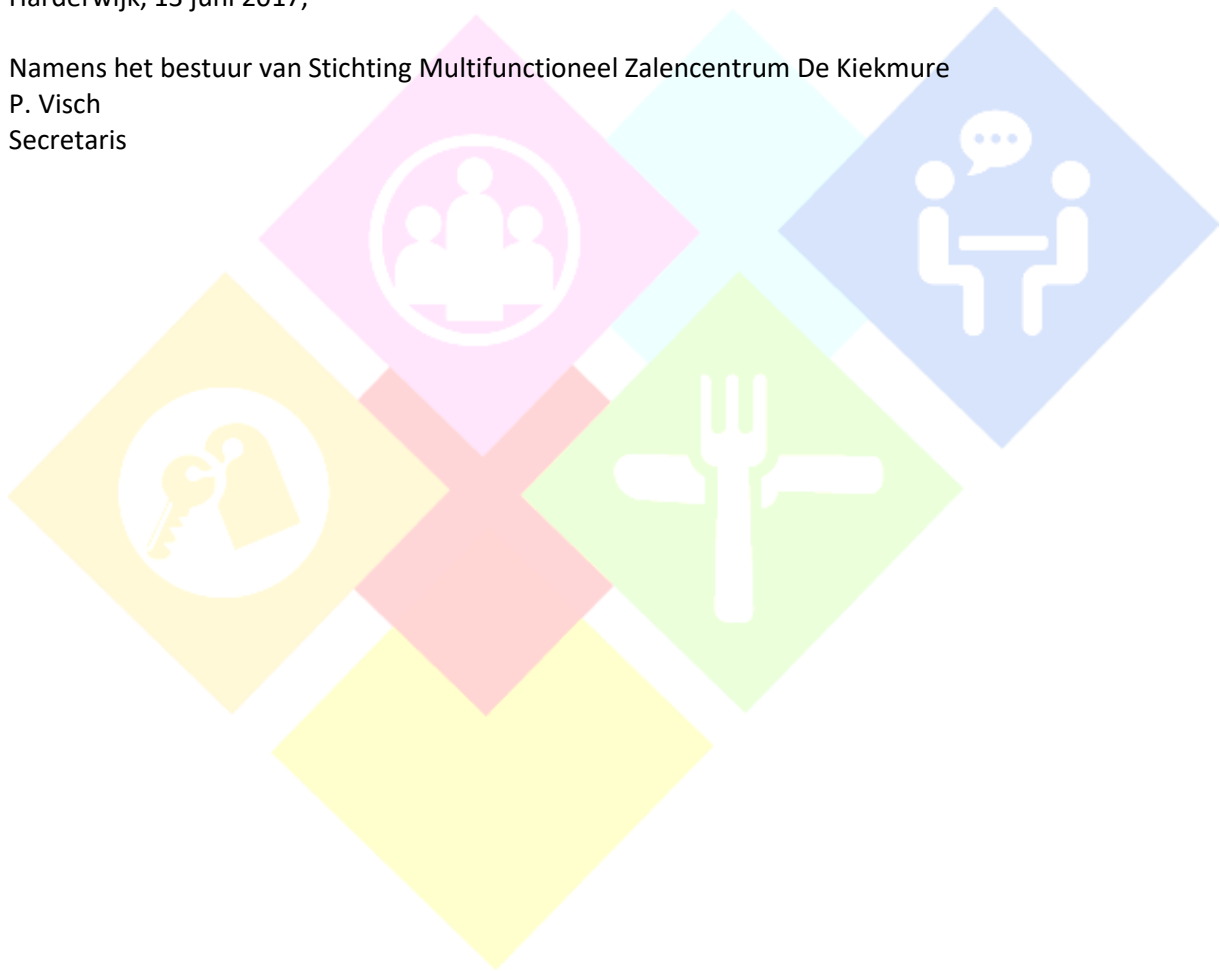 Harderwijk, 13 juni 2017,
Namens het bestuur van Stichting Multifunctioneel Zalencentrum De Kiekmure
P. Visch
Secretaris